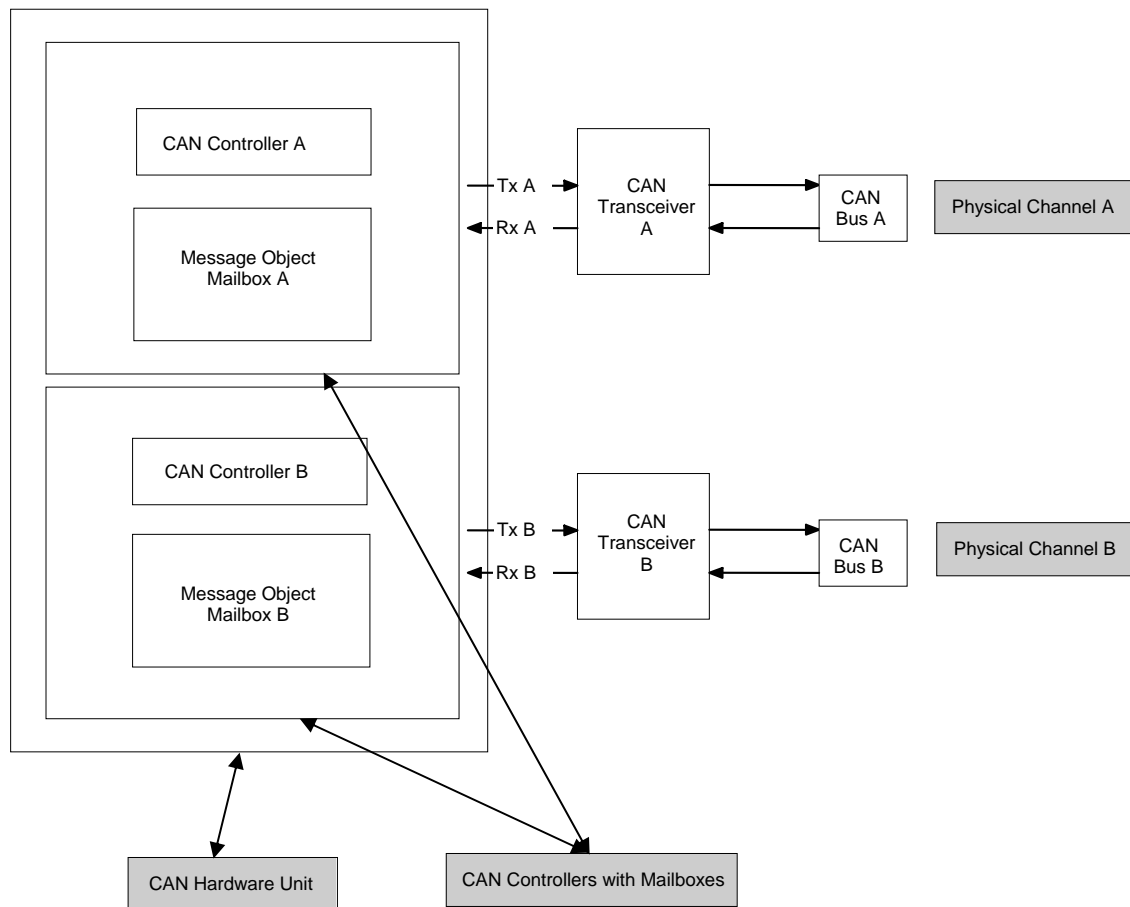 CAN Controller A
Message Object
Mailbox A
Tx A
Rx A
CAN
Transceiver
A
CAN
Bus A
Physical Channel A
CAN Controller B
Message Object
Mailbox B
Tx B
Rx B
CAN
Transceiver
B
CAN
Bus B
Physical Channel B
CAN Hardware Unit
CAN Controllers with Mailboxes